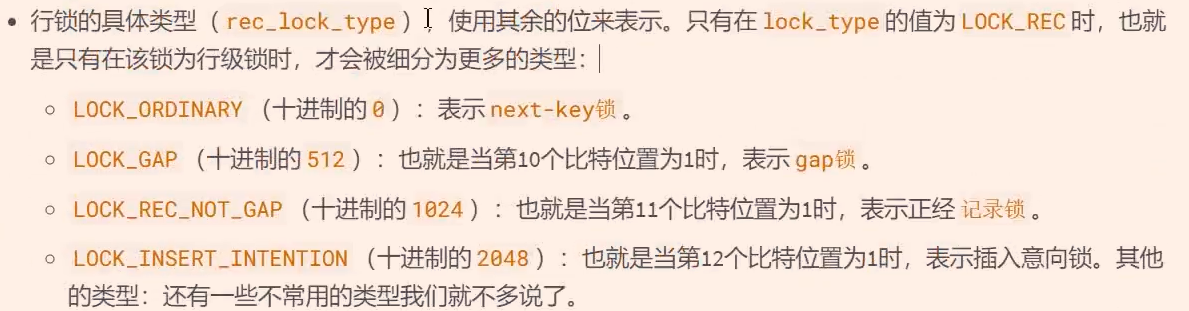 行锁的具体类型（rec_lock_type），使用其余的位来表示。只有在 lock_type 的值为 LOCK_REC 时，也就
是只有在该锁为行级锁时，才会被细分为更多的类型：
LOCK_ORDINARY （十进制的 0 ）：表示 next-key锁 。
LOCK_GAP （十进制的 512 ）：也就是当第10个比特位置为1时，表示 gap锁 。
LOCK_REC_NOT_GAP （十进制的 1024 ）：也就是当第11个比特位置为1时，表示正经 记录锁 。
LOCK_INSERT_INTENTION （十进制的 2048 ）：也就是当第12个比特位置为1时，表示插入意向锁。其他
的类型：还有一些不常用的类型我们就不多说了。